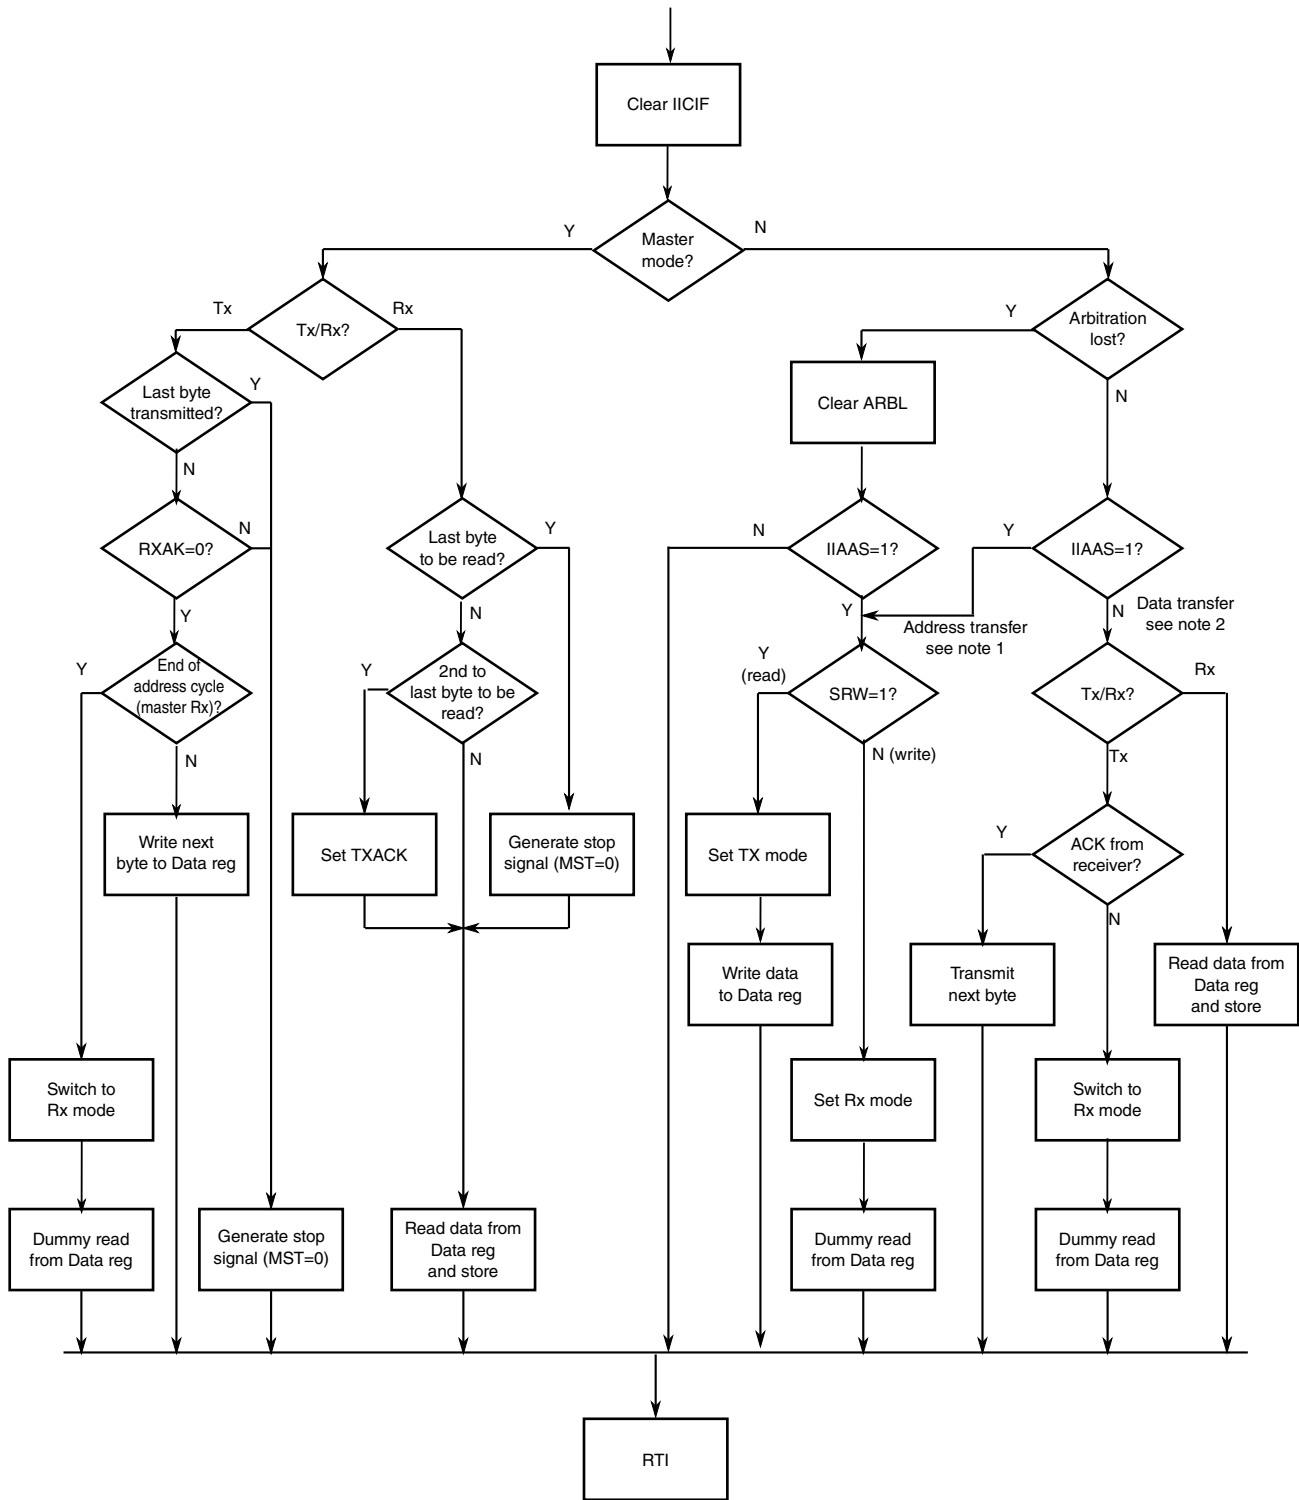 Clear IICIF
Master
mode?
Y
N
Tx/Rx?
Tx
Rx
Arbitration
lost?
Y
N
Last byte
transmitted?
Y
N
Clear ARBL
RXAK=0?
N
Y
Last byte
to be read?
Y
N
IIAAS=1?
N
Y
IIAAS=1?
Y
N
Address transfer
see note 1
Data transfer
see note 2
End of
address cycle
(master Rx)?
Y
N
2nd to
last byte to be
read?
Y
N
SRW=1?
Y
(read)
N (write)
Tx/Rx?
Rx
Tx
Write next
byte to Data reg
Set TXACK
Generate stop
signal (MST=0)
Set TX mode
ACK from
receiver?
Y
N
Write data
to Data reg
Transmit
next byte
Read data from
Data reg
and store
Switch to
Rx mode
Set Rx mode
Switch to
Rx mode
Dummy read
from Data reg
Generate stop
signal (MST=0)
Read data from
Data reg
and store
Dummy read
from Data reg
Dummy read
from Data reg
RTI